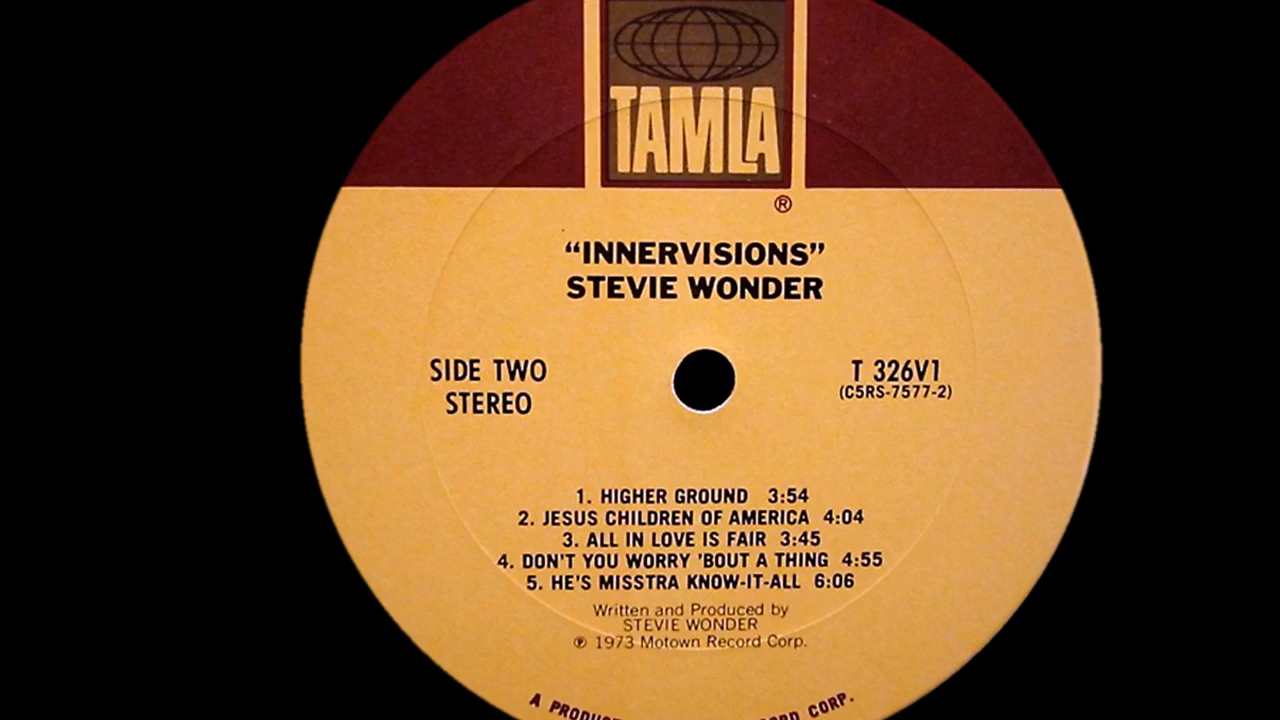 TAMLA
®
“INNERVISIONS”
STEVIE WONDER
SIDE TWO
STEREO
T 326V1
(C5RS-7577-2)
1. HIGHER GROUND 3:54
2. JESUS CHILDREN OF AMERICA 4:04
3. ALL IN LOVE IS FAIR 3:45
4. DON'T YOU WORRY 'BOUT A THING 4:55
5. HE'S MISSTRA KNOW-IT-ALL 6:06
Written and Produced by
STEVIE WONDER
℗ 1973 Motown Record Corp.
A CORP.